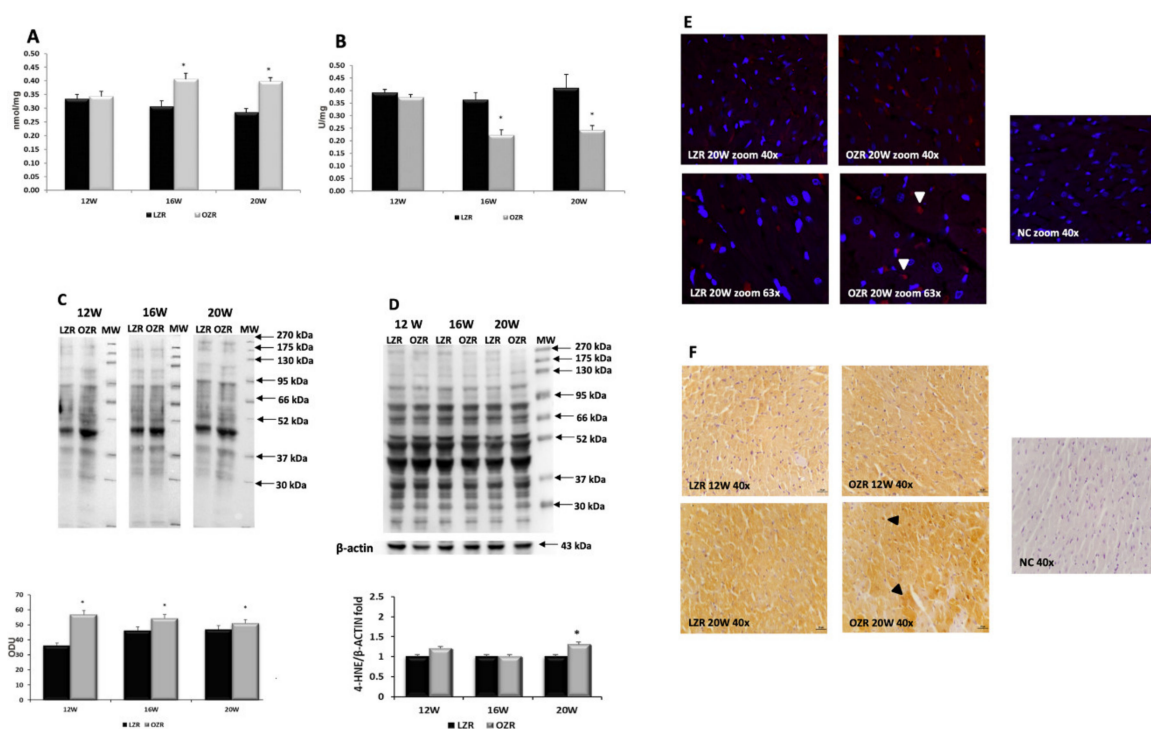 A
nmol/mg
0.50
0.45
0.40
0.35
0.30
0.25
0.20
0.15
0.10
0.05
0.00
* *
12W 16W 20W
LZR OZR
B
U/mg
0.50
0.45
0.40
0.35
0.30
0.25
0.20
0.15
0.10
0.05
0.00
* *
12W 16W 20W
LZR OZR
C
12W 16W 20W
LZR OZR MW LZR OZR MW LZR OZR MW
270 kDa
175 kDa
130 kDa
95 kDa
66 kDa
52 kDa
37 kDa
30 kDa
ODU
70
60
50
40
30
20
10
0
* * *
12W 16W 20W
LZR OZR
D
12 W 16W 20W
LZR OZR LZR OZR LZR OZR MW
270 kDa
175 kDa
130 kDa
95 kDa
66 kDa
52 kDa
37 kDa
30 kDa
β-actin 43 kDa
4-HNE/β-ACTIN fold
2.5
2
1.5
1
0.5
0
*
12W 16W 20W
LZR OZR
E
LZR 20W zoom 40x
OZR 20W zoom 40x
LZR 20W zoom 63x
OZR 20W zoom 63x
NC zoom 40x
F
LZR 12W 40x
OZR 12W 40x
LZR 20W 40x
OZR 20W 40x
NC 40x